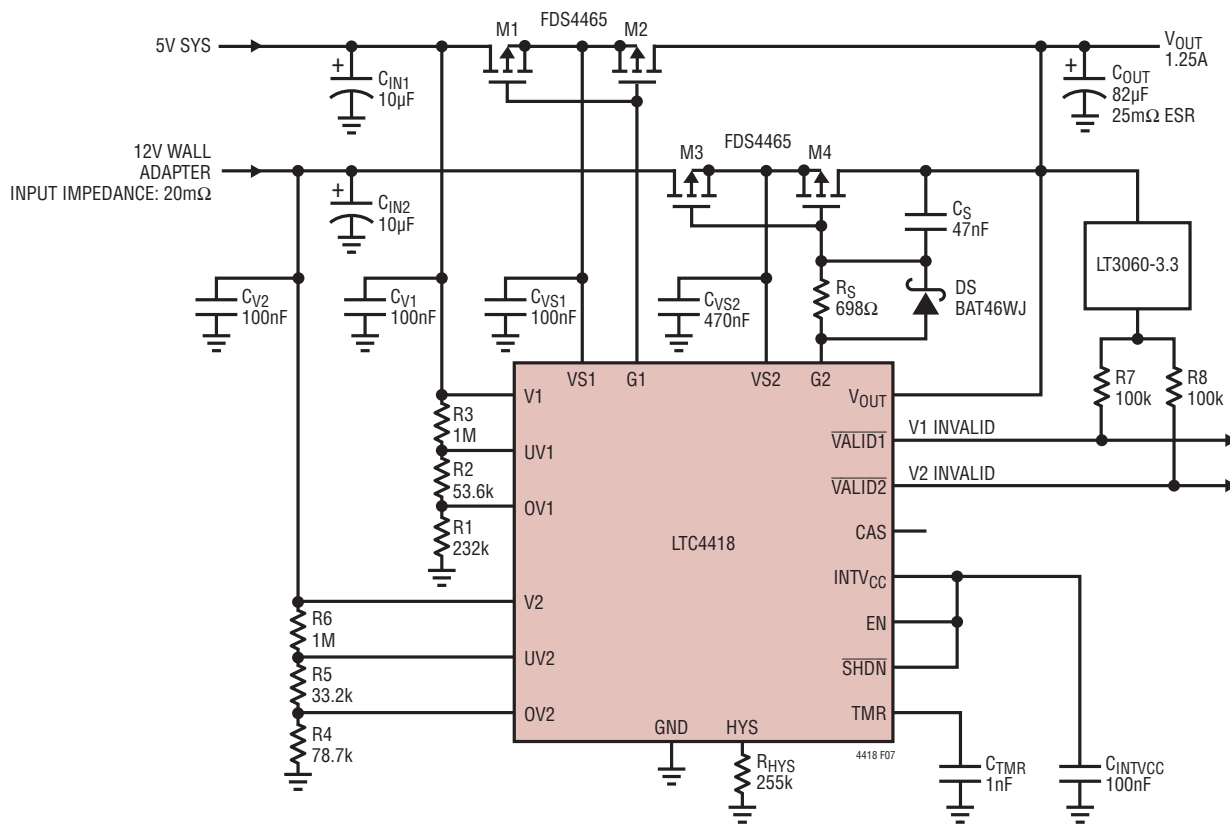 FDS4465
M1
M2
5V SYS
VOUT
1.25A
+
CIN1
10µF
+
COUT
82µF
25mΩ ESR
12V WALL
ADAPTER
INPUT IMPEDANCE: 20mΩ
FDS4465
M3
M4
+
CIN2
10µF
CS
47nF
LT3060-3.3
CV2
100nF
CV1
100nF
CVS1
100nF
CVS2
470nF
RS
698Ω
DS
BAT46WJ
VS1
G1
VS2
G2
R7
100k
R8
100k
V1
VOUT
R3
1M
V1 INVALID
UV1
VALID1
R2
53.6k
V2 INVALID
VALID2
OV1
R1
232k
LTC4418
CAS
INTVCC
V2
EN
R6
1M
UV2
SHDN
R5
33.2k
OV2
TMR
R4
78.7k
GND
HYS
4418 F07
RHYS
255k
CTMR
1nF
CINTVCC
100nF